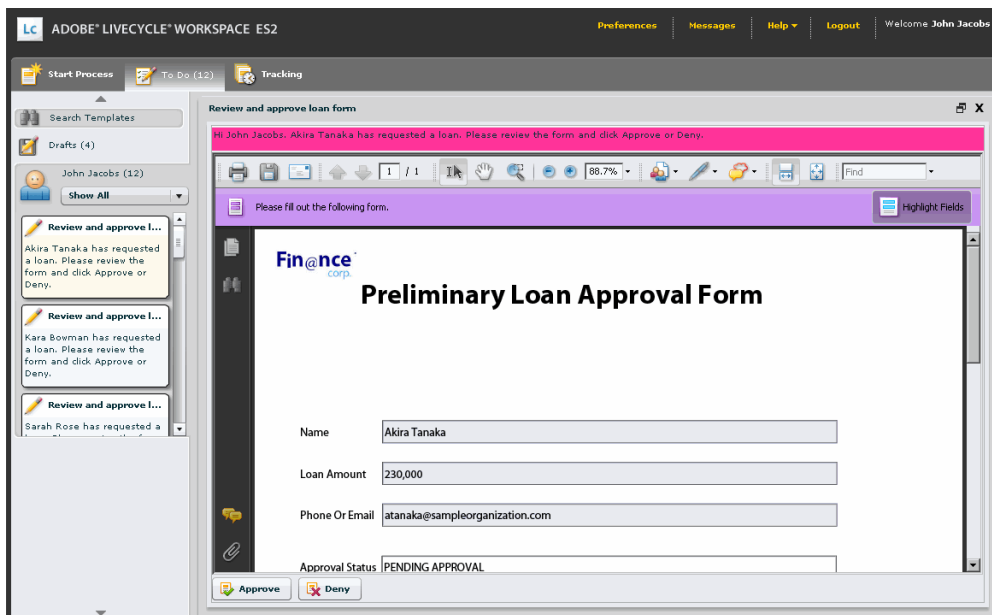 Lc ADOBE® LIVECYCLE® WORKSPACE ES2
Preferences Messages Help Logout Welcome John Jacobs
Start Process To Do (12) Tracking
Search Templates
Drafts (4)
John Jacobs (12)
Show All
Review and approve l...
Akira Tanaka has requested
a loan. Please review the
form and click Approve or
Deny.
Review and approve l...
Kara Bowman has requested
a loan. Please review the
form and click Approve or
Deny.
Review and approve l...
Sarah Rose has requested a
Review and approve loan form
Hi John Jacobs. Akira Tanaka has requested a loan. Please review the form and click Approve or Deny.
1 / 1 88.7% Find
Please fill out the following form.
Highlight Fields
Fin@nce
corp.
Preliminary Loan Approval Form
Name Akira Tanaka
Loan Amount 230,000
Phone Or Email atanaka@sampleorganization.com
Approval Status PENDING APPROVAL
Approve Deny